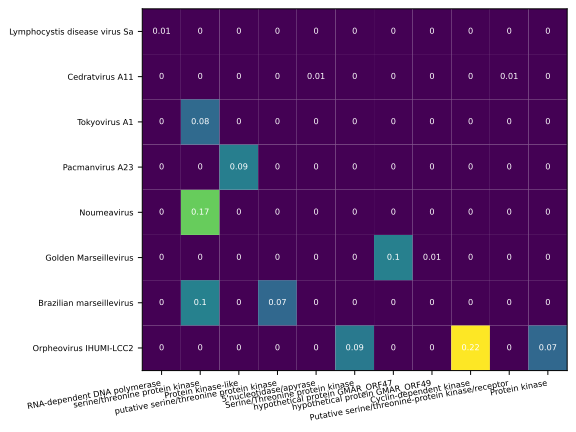 Lymphocystis disease virus Sa 0.01 0 0 0 0 0 0 0 0 0 0
Cedratvirus A11 0 0 0 0 0.01 0 0 0 0 0.01 0
Tokyovirus A1 0 0.08 0 0 0 0 0 0 0 0 0
Pacmanvirus A23 0 0 0.09 0 0 0 0 0 0 0 0
Noumeavirus 0 0.17 0 0 0 0 0 0 0 0 0
Golden Marseillevirus 0 0 0 0 0 0 0.1 0.01 0 0 0
Brazilian marseillevirus 0 0.1 0 0.07 0 0 0 0 0 0 0
Orpheovirus IHUMI-LCC2 0 0 0 0 0 0.09 0 0 0.22 0 0.07
RNA-dependent DNA polymerase
serine/threonine protein kinase
Protein kinase-like
putative serine/threonine protein kinase
5'nucleotidase/apyrase
Serine/Threonine protein kinase
hypothetical protein GMAR_ORF47
hypothetical protein GMAR_ORF49
Cyclin-dependent kinase
Putative serine/threonine-protein kinase/receptor
Protein kinase